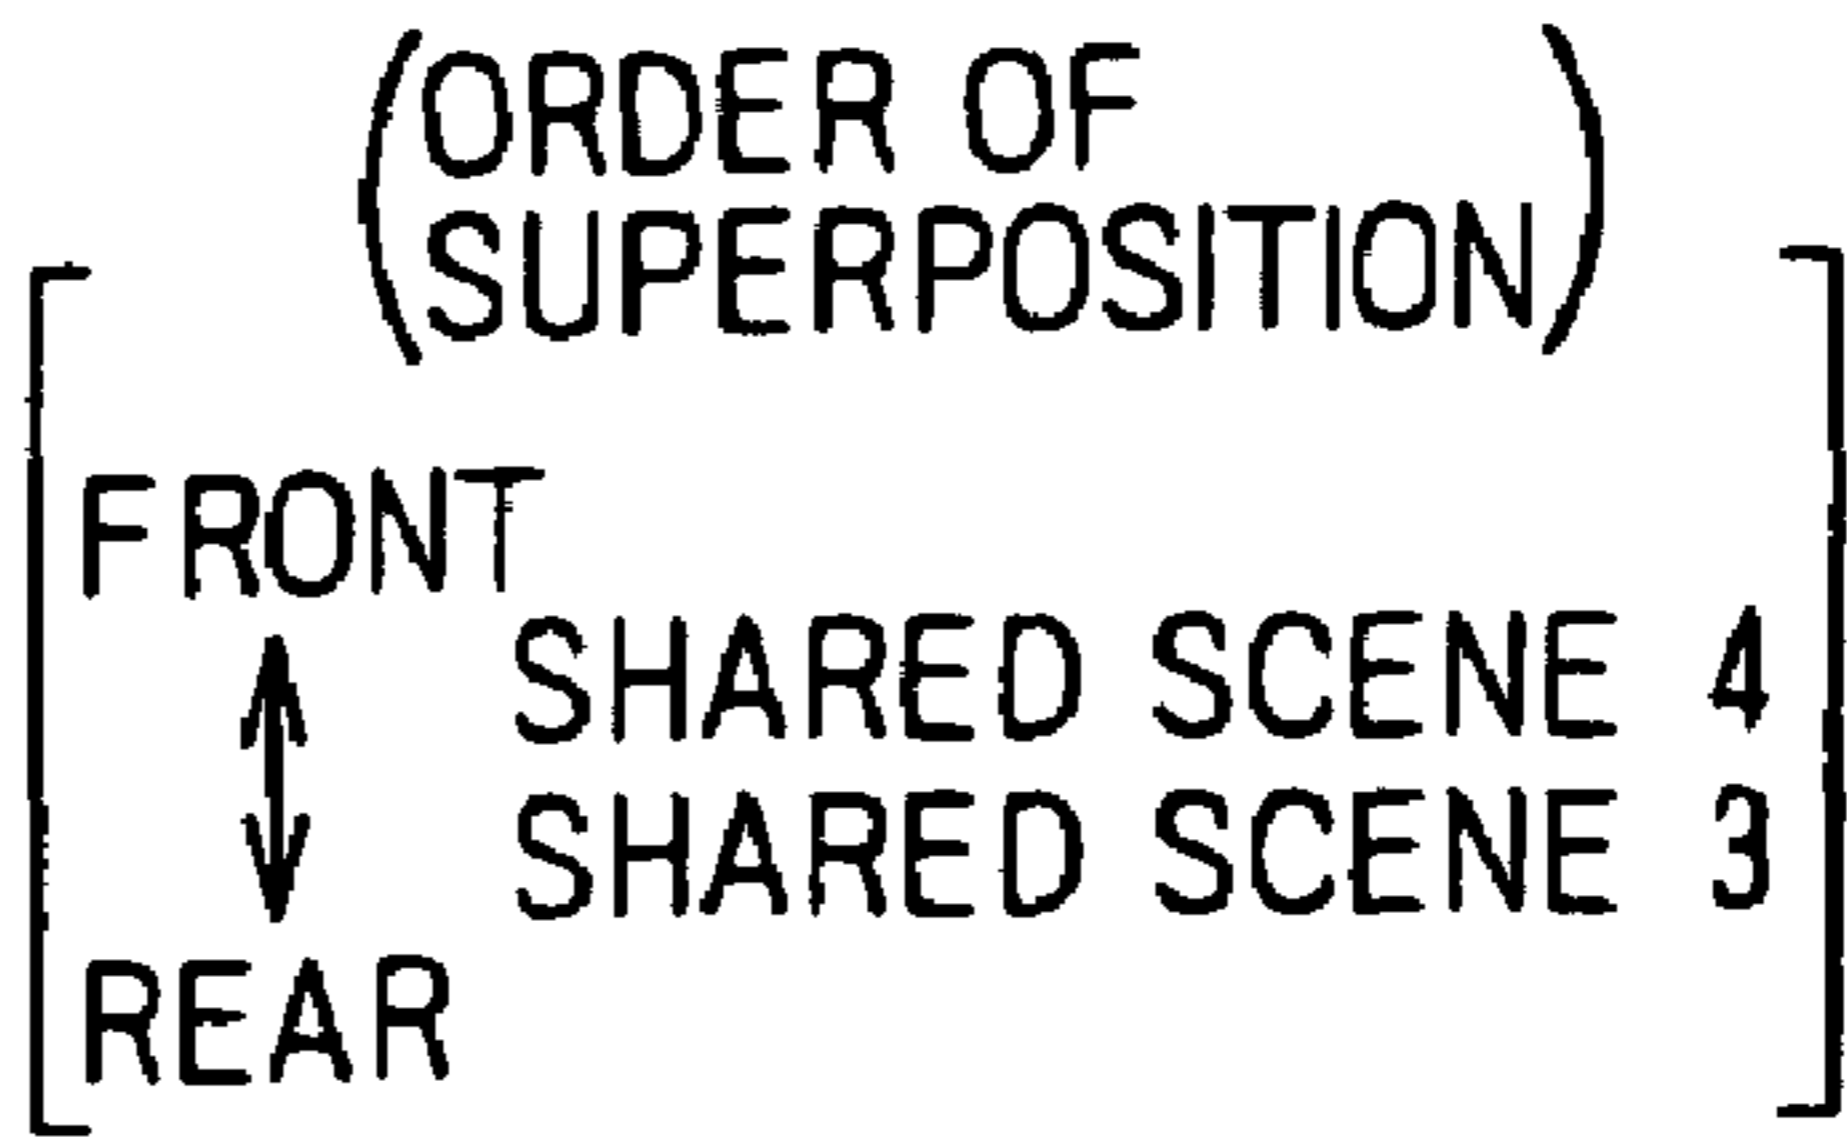 (ORDER OF
SUPERPOSITION)
FRONT
SHARED SCENE 4
SHARED SCENE 3
REAR